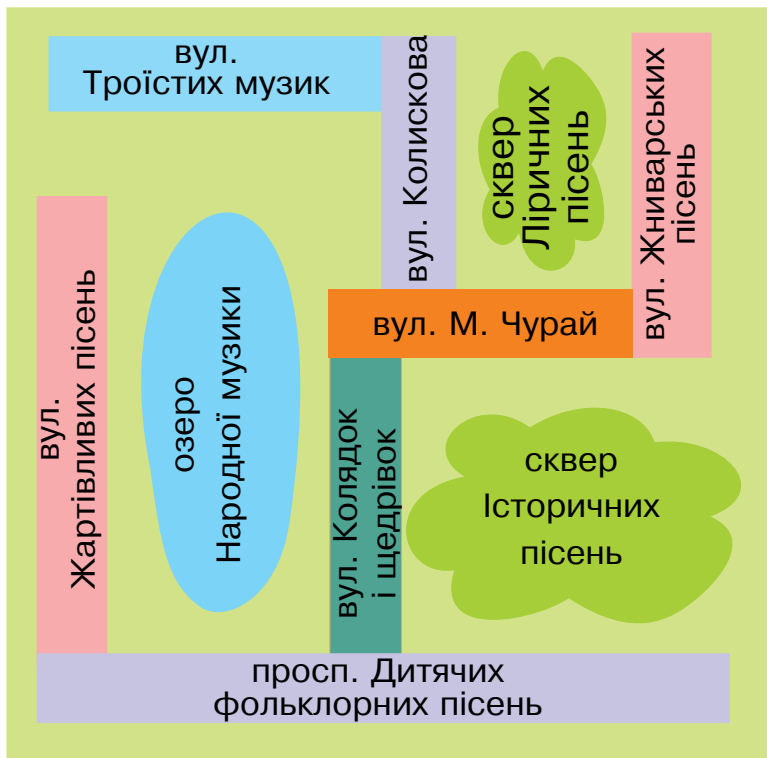 вул.
Троїстих музик
вул. Колискова
сквер
Ліричних
пісень
вул. Жниварських
пісень
вул. М. Чурай
вул.
Жартівливих пісень
озеро
Народної музики
вул. Колядок
і щедрівок
сквер
Історичних
пісень
просп. Дитячих
фольклорних пісень